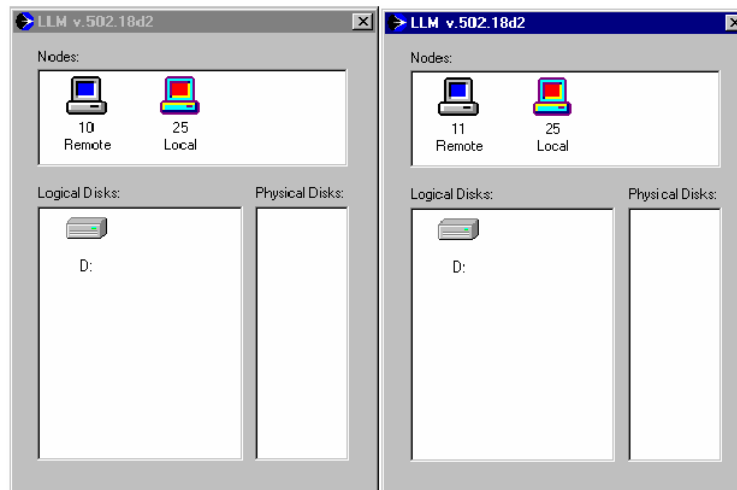 LLM v.502.18d2
Nodes:
10 25
Remote Local
Logical Disks: Physical Disks:
D:
LLM v.502.18d2
Nodes:
11 25
Remote Local
Logical Disks: Physical Disks:
D: